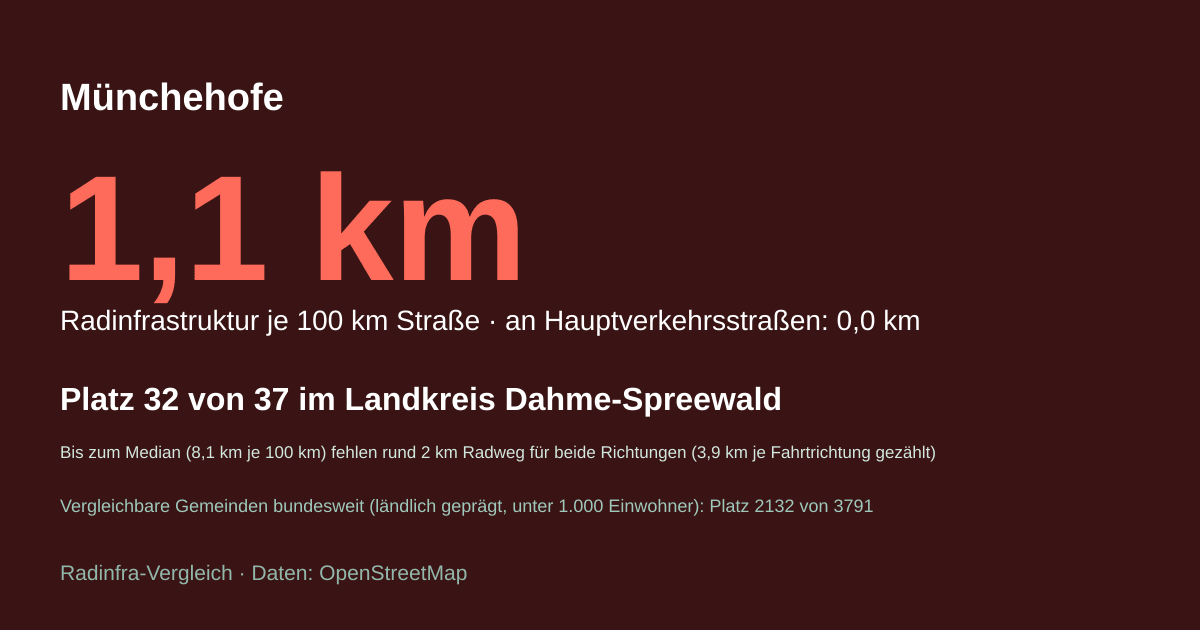 Münchehofe
1,1 km
Radinfrastruktur je 100 km Straße · an Hauptverkehrsstraßen: 0,0 km
Platz 32 von 37 im Landkreis Dahme-Spreewald
Bis zum Median (8,1 km je 100 km) fehlen rund 2 km Radweg für beide Richtungen (3,9 km je Fahrtrichtung gezählt)
Vergleichbare Gemeinden bundesweit (ländlich geprägt, unter 1.000 Einwohner): Platz 2132 von 3791
Radinfra-Vergleich · Daten: OpenStreetMap